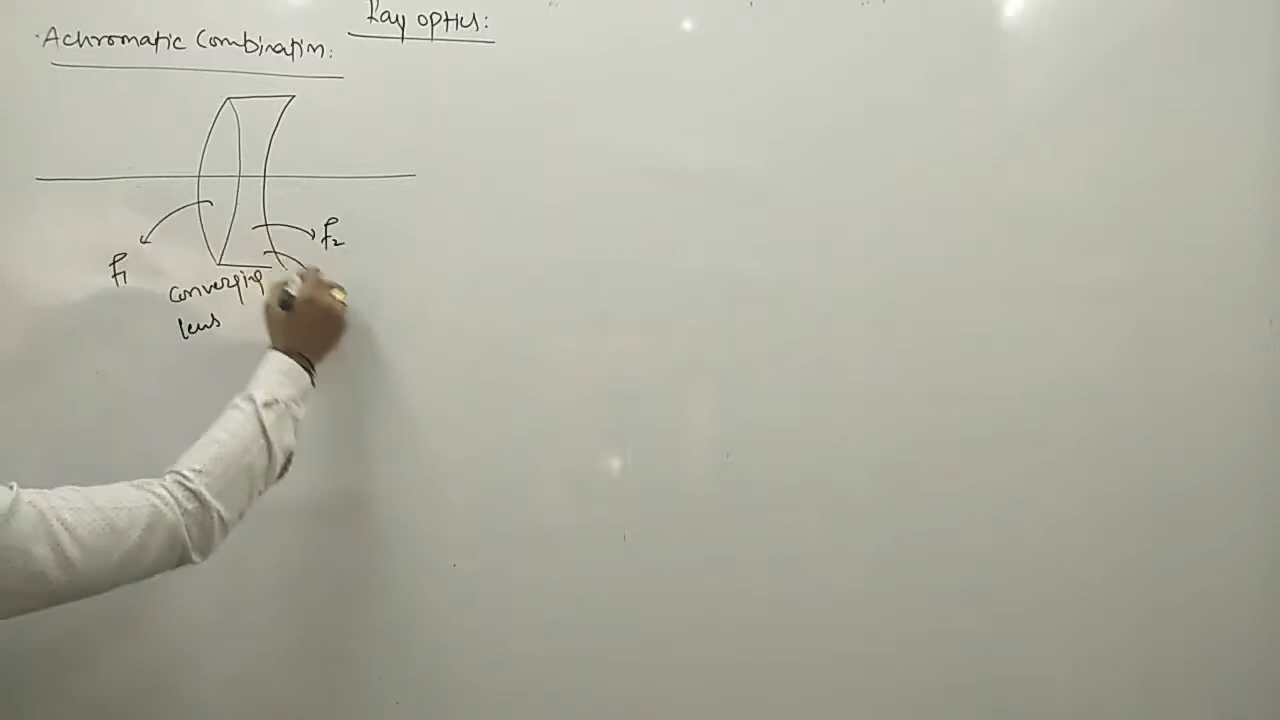 Ray optics:
Achromatic Combination:
f₂
f₁
converging
lens